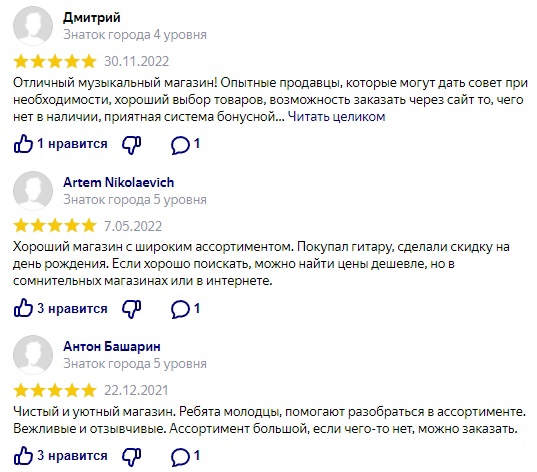 Дмитрий
Знаток города 4 уровня
30.11.2022
Отличный музыкальный магазин! Опытные продавцы, которые могут дать совет при
необходимости, хороший выбор товаров, возможность заказать через сайт то, чего
нет в наличии, приятная система бонусной... Читать целиком
1 нравится 1
Artem Nikolaevich
Знаток города 5 уровня
7.05.2022
Хороший магазин с широким ассортиментом. Покупал гитару, сделали скидку на
день рождения. Если хорошо поискать, можно найти цены дешевле, но в
сомнительных магазинах или в интернете.
3 нравится 1
Антон Башарин
Знаток города 5 уровня
22.12.2021
Чистый и уютный магазин. Ребята молодцы, помогают разобраться в ассортименте.
Вежливые и отзывчивые. Ассортимент большой, если чего-то нет, можно заказать.
3 нравится 1